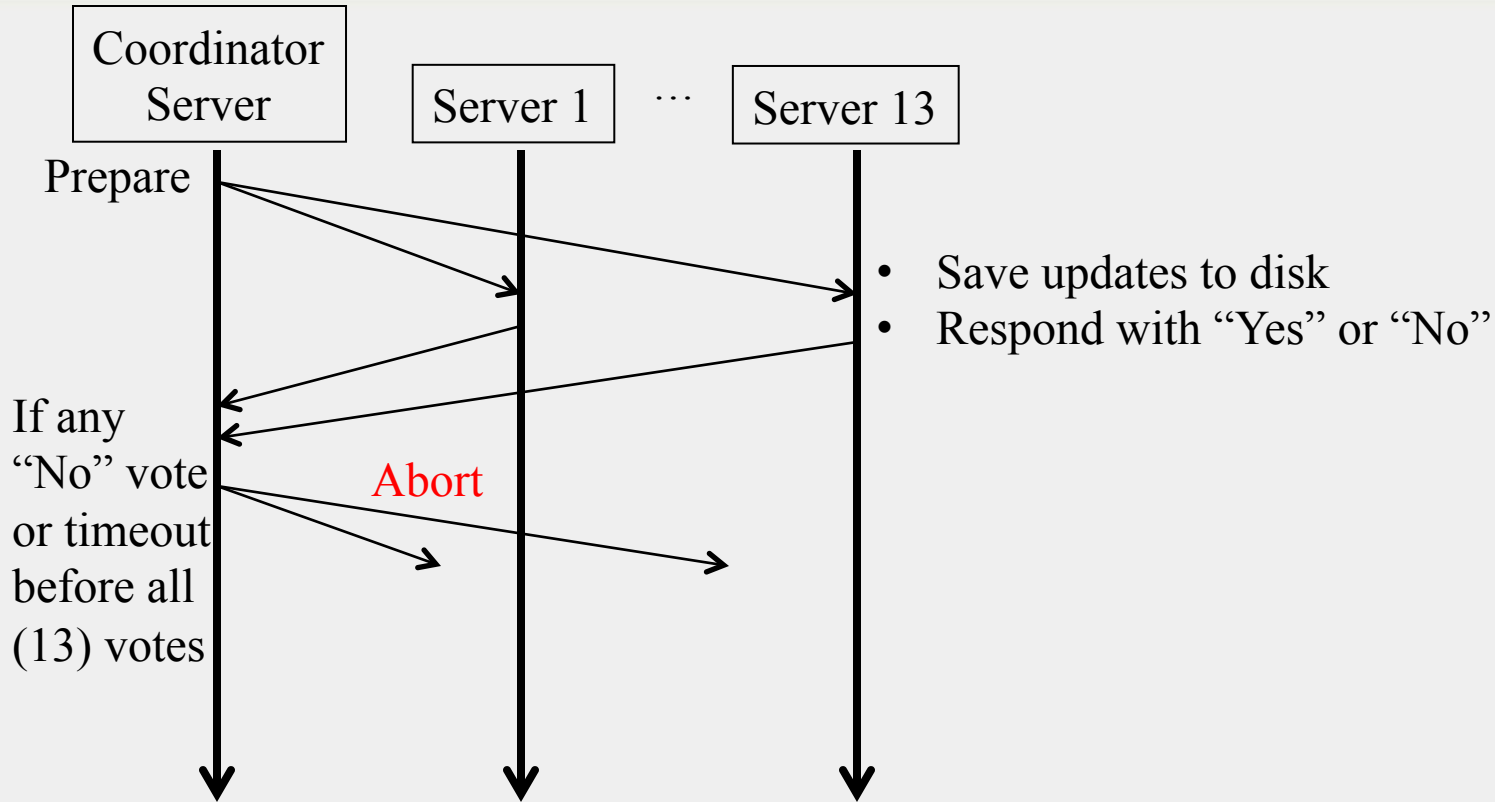 Coordinator
Server
Server 1
…
Server 13
Prepare
• Save updates to disk
• Respond with “Yes” or “No”
If any
“No” vote
or timeout
before all
(13) votes
Abort